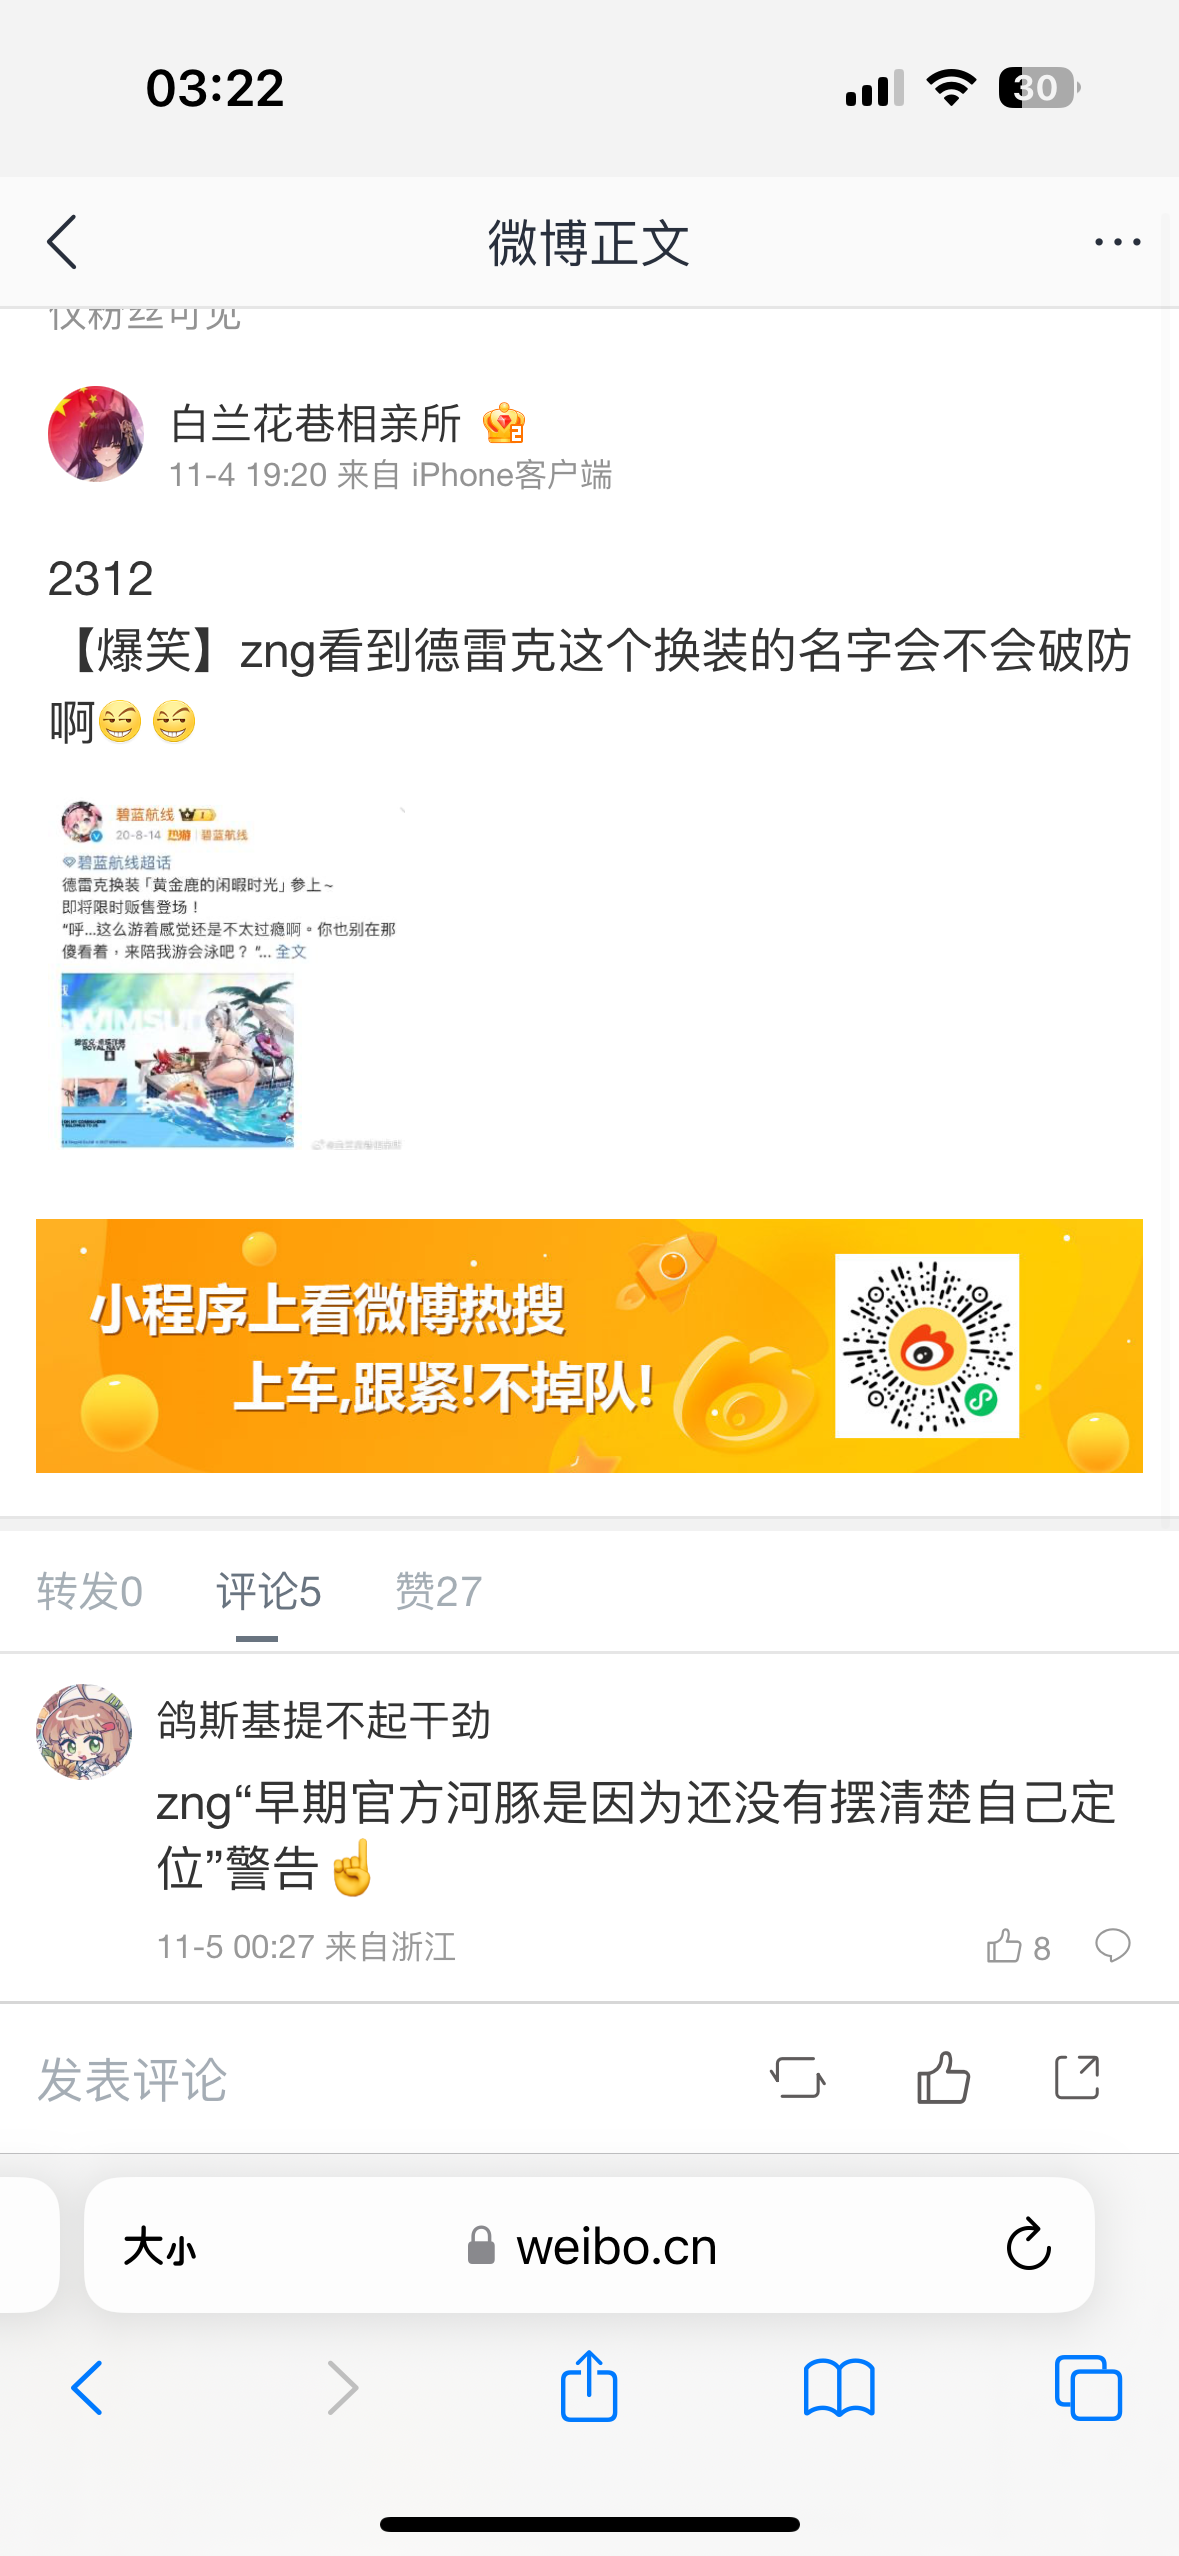 03:22
30
微博正文
仅粉丝可见
白兰花巷相亲所
11-4 19:20 来自 iPhone客户端
2312
【爆笑】zng看到德雷克这个换装的名字会不会破防
啊
碧蓝航线
20-8-14 热游 | 碧蓝航线
碧蓝航线超话
德雷克换装「黄金鹿的闲暇时光」参上~
即将限时贩售登场！
“呼...这么游着感觉还是不太过瘾啊。你也别在那
傻看着，来陪我游会泳吧？“... 全文
SWIMSUIT
ROYAL NAVY
小程序上看微博热搜
上车,跟紧!不掉队!
转发0 评论5 赞27
鸽斯基提不起干劲
zng“早期官方河豚是因为还没有摆清楚自己定
位”警告
11-5 00:27 来自浙江 8
发表评论
大小 weibo.cn